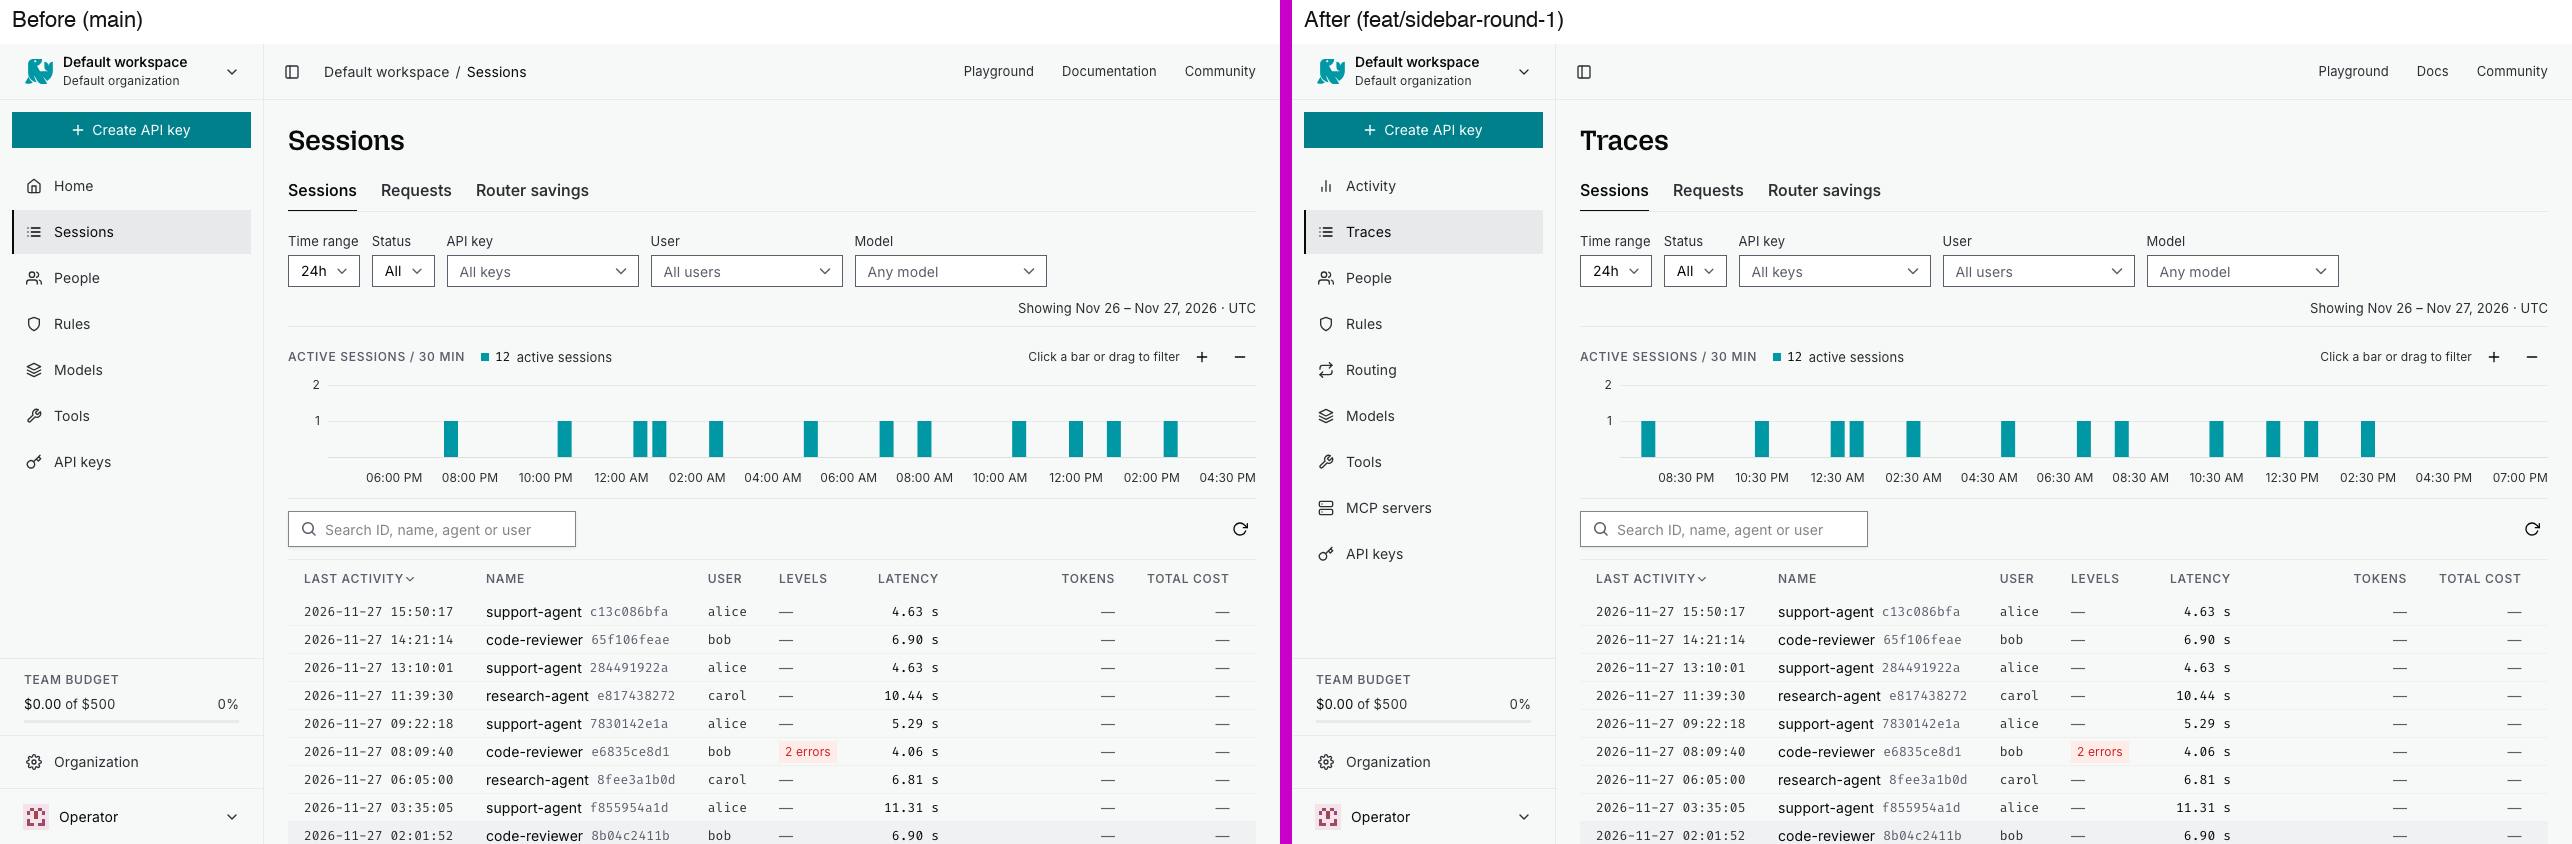 Before (main)
Default workspace
Default organization
Default workspace / Sessions
Playground
Documentation
Community
Create API key
Home
Sessions
People
Rules
Models
Tools
API keys
TEAM BUDGET
$0.00 of $500 0%
Organization
Operator
Sessions
Sessions Requests Router savings
Time range Status API key User Model
24h All All keys All users Any model
Showing Nov 26 – Nov 27, 2026 · UTC
ACTIVE SESSIONS / 30 MIN 12 active sessions Click a bar or drag to filter + −
2
1
06:00 PM 08:00 PM 10:00 PM 12:00 AM 02:00 AM 04:00 AM 06:00 AM 08:00 AM 10:00 AM 12:00 PM 02:00 PM 04:30 PM
Search ID, name, agent or user
LAST ACTIVITY NAME USER LEVELS LATENCY TOKENS TOTAL COST
2026-11-27 15:50:17 support-agent c13c086bfa alice — 4.63 s — —
2026-11-27 14:21:14 code-reviewer 65f106feae bob — 6.90 s — —
2026-11-27 13:10:01 support-agent 284491922a alice — 4.63 s — —
2026-11-27 11:39:30 research-agent e817438272 carol — 10.44 s — —
2026-11-27 09:22:18 support-agent 7830142e1a alice — 5.29 s — —
2026-11-27 08:09:40 code-reviewer e6835ce8d1 bob 2 errors 4.06 s — —
2026-11-27 06:05:00 research-agent 8fee3a1b0d carol — 6.81 s — —
2026-11-27 03:35:05 support-agent f855954a1d alice — 11.31 s — —
2026-11-27 02:01:52 code-reviewer 8b04c2411b bob — 6.90 s — —
After (feat/sidebar-round-1)
Default workspace
Default organization
Playground
Docs
Community
Create API key
Activity
Traces
People
Rules
Routing
Models
Tools
MCP servers
API keys
TEAM BUDGET
$0.00 of $500 0%
Organization
Operator
Traces
Sessions Requests Router savings
Time range Status API key User Model
24h All All keys All users Any model
Showing Nov 26 – Nov 27, 2026 · UTC
ACTIVE SESSIONS / 30 MIN 12 active sessions Click a bar or drag to filter + −
2
1
08:30 PM 10:30 PM 12:30 AM 02:30 AM 04:30 AM 06:30 AM 08:30 AM 10:30 AM 12:30 PM 02:30 PM 04:30 PM 07:00 PM
Search ID, name, agent or user
LAST ACTIVITY NAME USER LEVELS LATENCY TOKENS TOTAL COST
2026-11-27 15:50:17 support-agent c13c086bfa alice — 4.63 s — —
2026-11-27 14:21:14 code-reviewer 65f106feae bob — 6.90 s — —
2026-11-27 13:10:01 support-agent 284491922a alice — 4.63 s — —
2026-11-27 11:39:30 research-agent e817438272 carol — 10.44 s — —
2026-11-27 09:22:18 support-agent 7830142e1a alice — 5.29 s — —
2026-11-27 08:09:40 code-reviewer e6835ce8d1 bob 2 errors 4.06 s — —
2026-11-27 06:05:00 research-agent 8fee3a1b0d carol — 6.81 s — —
2026-11-27 03:35:05 support-agent f855954a1d alice — 11.31 s — —
2026-11-27 02:01:52 code-reviewer 8b04c2411b bob — 6.90 s — —